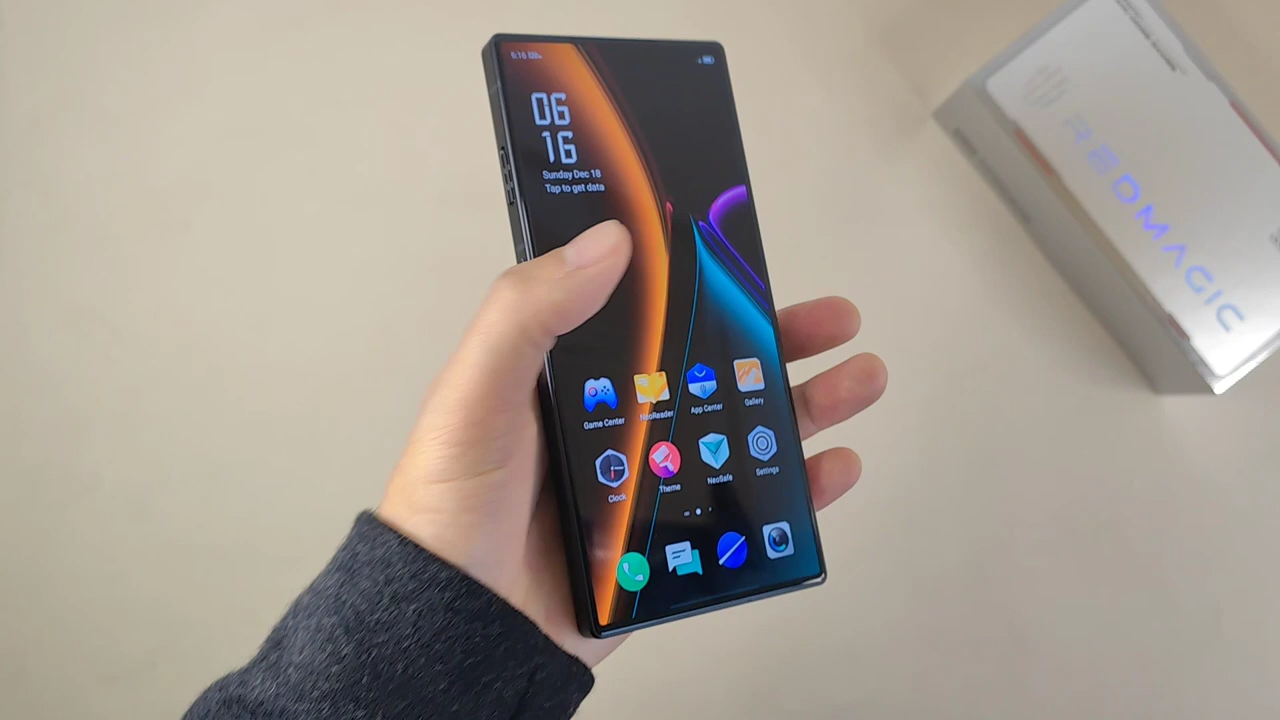 06
16
Sunday Dec 18
Tap to get data
Game Center
NeoReader
App Center
Gallery
Clock
Theme
NeoSafe
Settings
REDMAGIC